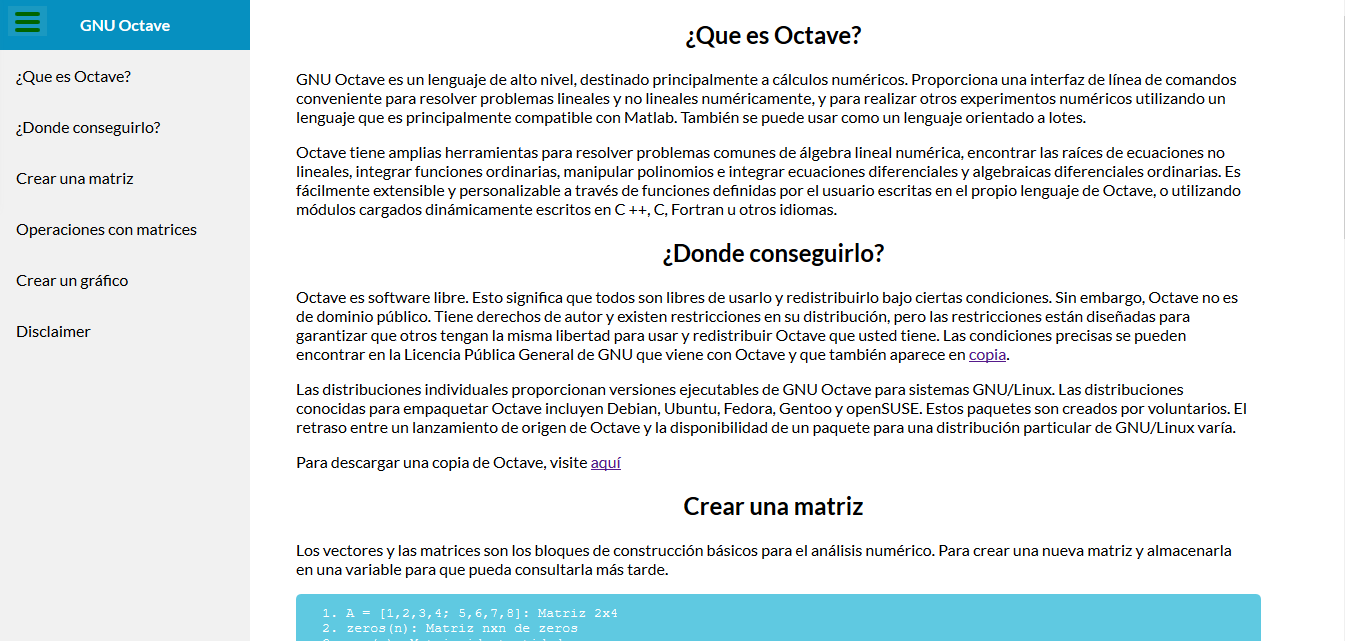 GNU Octave
¿Que es Octave?
¿Donde conseguirlo?
Crear una matriz
Operaciones con matrices
Crear un gráfico
Disclaimer
¿Que es Octave?
GNU Octave es un lenguaje de alto nivel, destinado principalmente a cálculos numéricos. Proporciona una interfaz de línea de comandos
conveniente para resolver problemas lineales y no lineales numéricamente, y para realizar otros experimentos numéricos utilizando un
lenguaje que es principalmente compatible con Matlab. También se puede usar como un lenguaje orientado a lotes.
Octave tiene amplias herramientas para resolver problemas comunes de álgebra lineal numérica, encontrar las raíces de ecuaciones no
lineales, integrar funciones ordinarias, manipular polinomios e integrar ecuaciones diferenciales y algebraicas diferenciales ordinarias. Es
fácilmente extensible y personalizable a través de funciones definidas por el usuario escritas en el propio lenguaje de Octave, o utilizando
módulos cargados dinámicamente escritos en C ++, C, Fortran u otros idiomas.
¿Donde conseguirlo?
Octave es software libre. Esto significa que todos son libres de usarlo y redistribuirlo bajo ciertas condiciones. Sin embargo, Octave no es
de dominio público. Tiene derechos de autor y existen restricciones en su distribución, pero las restricciones están diseñadas para
garantizar que otros tengan la misma libertad para usar y redistribuir Octave que usted tiene. Las condiciones precisas se pueden
encontrar en la Licencia Pública General de GNU que viene con Octave y que también aparece en copia.
Las distribuciones individuales proporcionan versiones ejecutables de GNU Octave para sistemas GNU/Linux. Las distribuciones
conocidas para empaquetar Octave incluyen Debian, Ubuntu, Fedora, Gentoo y openSUSE. Estos paquetes son creados por voluntarios. El
retraso entre un lanzamiento de origen de Octave y la disponibilidad de un paquete para una distribución particular de GNU/Linux varía.
Para descargar una copia de Octave, visite aquí
Crear una matriz
Los vectores y las matrices son los bloques de construcción básicos para el análisis numérico. Para crear una nueva matriz y almacenarla
en una variable para que pueda consultarla más tarde.
1. A = [1,2,3,4; 5,6,7,8]: Matriz 2x4
2. zeros(n): Matriz nxn de zeros